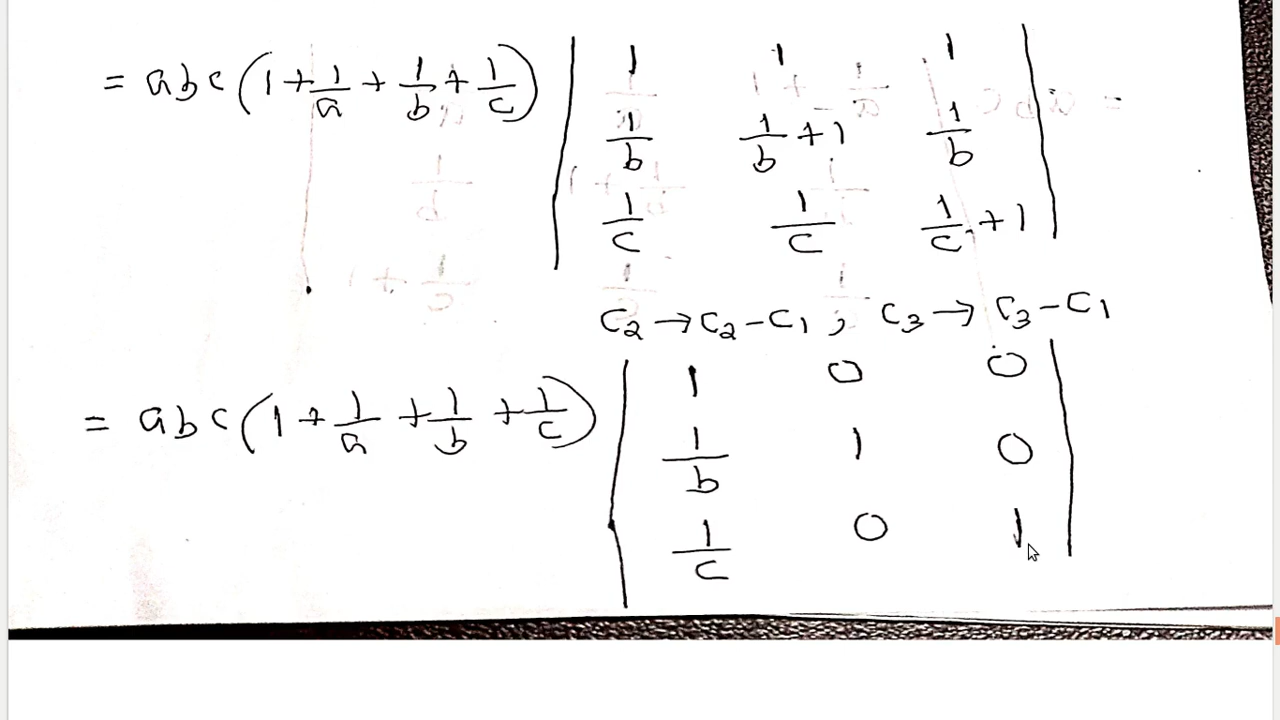 = abc(1 + 1/a + 1/b + 1/c) | 1 1 1 |
| 1/b 1/b + 1 1/b |
| 1/c 1/c 1/c + 1 |
C2 → C2 - C1 , C3 → C3 - C1
= abc(1 + 1/a + 1/b + 1/c) | 1 0 0 |
| 1/b 1 0 |
| 1/c 0 1 |